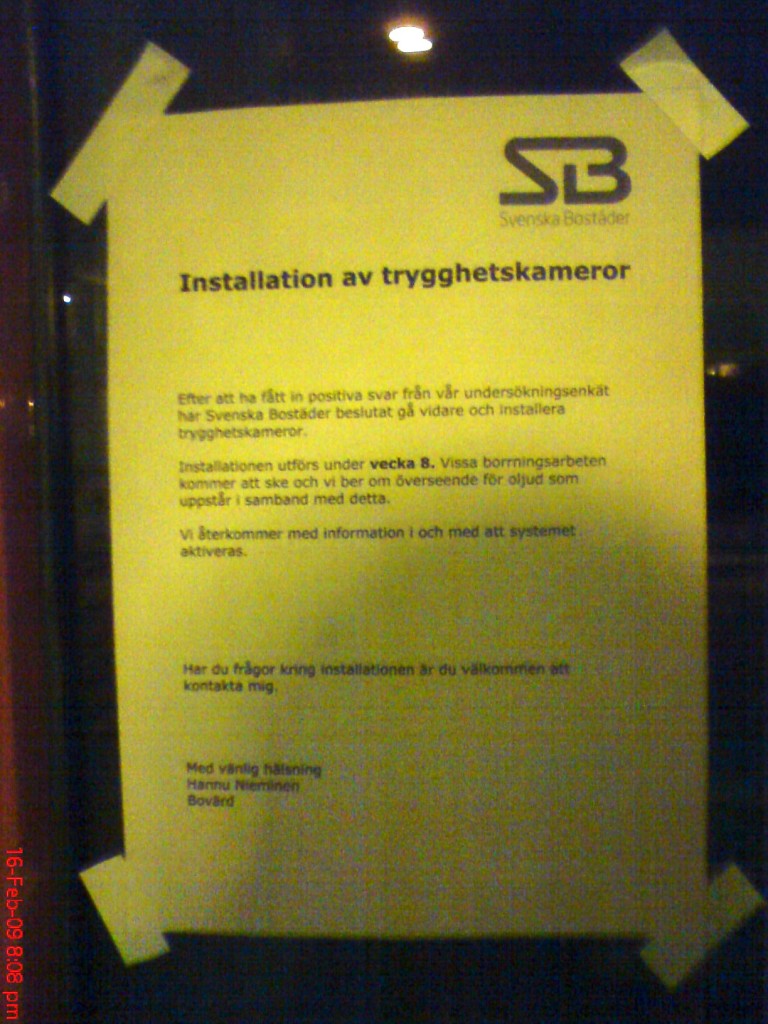 SB
Svenska Bostäder
Installation av trygghetskameror
Efter att ha fått in positiva svar från vår undersökningsenkät
har Svenska Bostäder beslutat gå vidare och installera
trygghetskameror.
Installationen utförs under vecka 8. Vissa borrningsarbeten
kommer att ske och vi ber om överseende för oljud som
uppstår i samband med detta.
Vi återkommer med information i och med att systemet
aktiveras.
Har du frågor kring installationen är du välkommen att
kontakta mig.
Med vänlig hälsning
Hannu Nieminen
Bovärd
16-Feb-09 8:08 pm